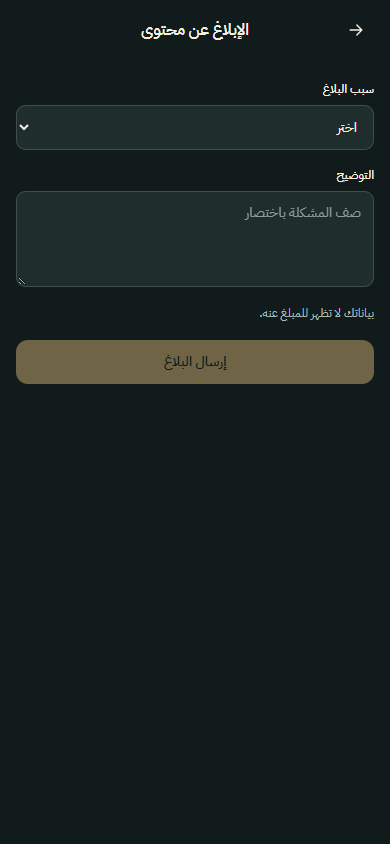 الإبلاغ عن محتوى
سبب البلاغ
اختر
التوضيح
صف المشكلة باختصار
بياناتك لا تظهر للمبلغ عنه.
إرسال البلاغ